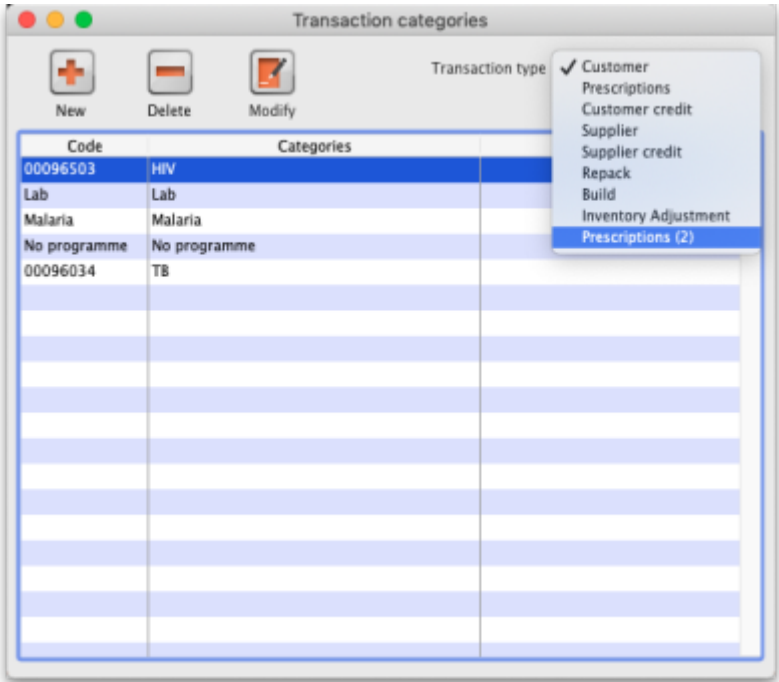 Transaction categories
New
Delete
Modify
Transaction type
✓ Customer
Prescriptions
Customer credit
Supplier
Supplier credit
Repack
Build
Inventory Adjustment
Prescriptions (2)
Code Categories
00096503 HIV
Lab Lab
Malaria Malaria
No programme No programme
00096034 TB